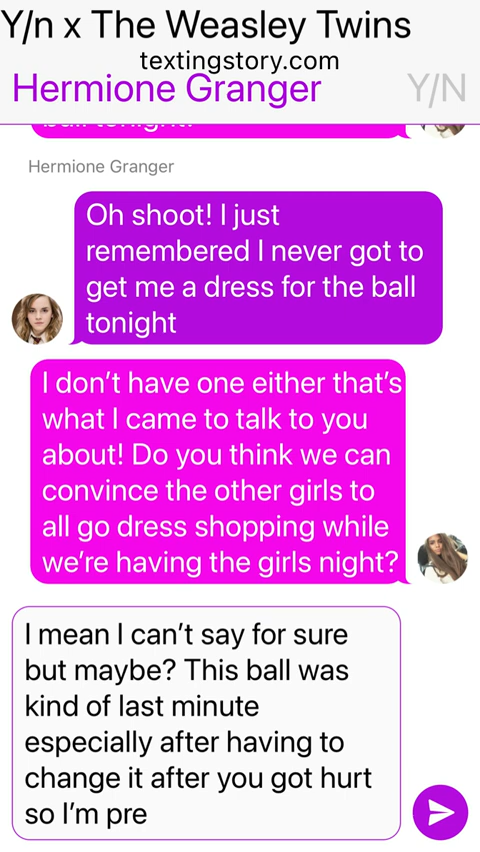 Y/n x The Weasley Twins
textingstory.com
Hermione Granger
Y/N
ball tonight!
Hermione Granger
Oh shoot! I just
remembered I never got to
get me a dress for the ball
tonight
I don’t have one either that’s
what I came to talk to you
about! Do you think we can
convince the other girls to
all go dress shopping while
we’re having the girls night?
I mean I can’t say for sure
but maybe? This ball was
kind of last minute
especially after having to
change it after you got hurt
so I’m pre